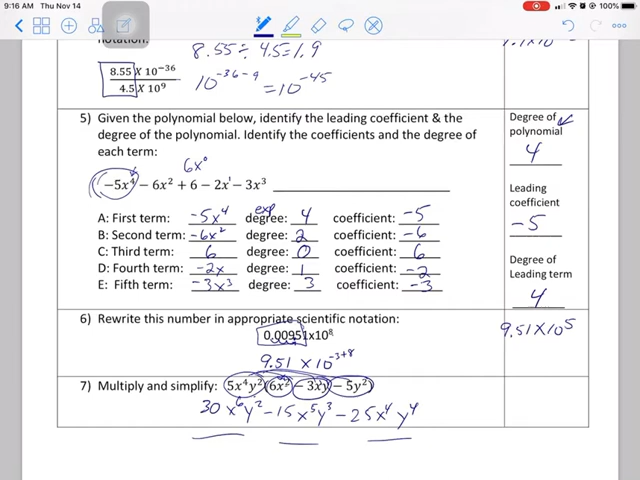 9:16 AM Thu Nov 14 100%
notation:
8.55 ÷ 4.5 = 1.9
8.55 X 10⁻³⁶
4.5 X 10⁹
10⁻³⁶⁻⁹ = 10⁻⁴⁵
5) Given the polynomial below, identify the leading coefficient & the
degree of the polynomial. Identify the coefficients and the degree of
each term:
6x⁰
−5x⁴ − 6x² + 6 − 2x¹ − 3x³
exp
A: First term: −5x⁴ degree: 4 coefficient: −5
B: Second term: −6x² degree: 2 coefficient: −6
C: Third term: 6 degree: 0 coefficient: 6
D: Fourth term: −2x degree: 1 coefficient: −2
E: Fifth term: −3x³ degree: 3 coefficient: −3
Degree of
polynomial
4
Leading
coefficient
−5
Degree of
Leading term
4
6) Rewrite this number in appropriate scientific notation:
0.00951x10⁸
9.51 X 10⁻³⁺⁸
9.51 X 10⁵
7) Multiply and simplify: 5x⁴y²(6x² − 3xy − 5y²)
30x⁶y² − 15x⁵y³ − 25x⁴y⁴